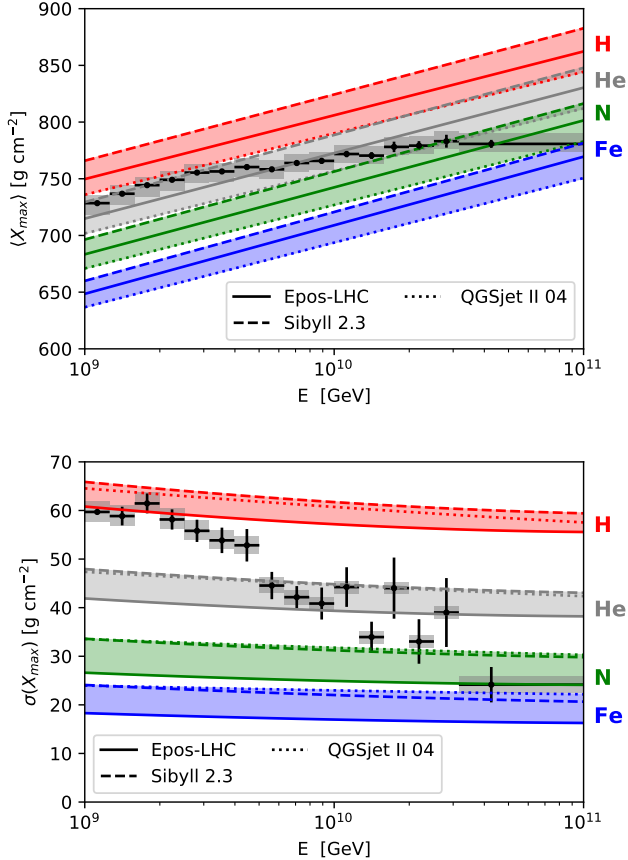 900
850
800
750
700
650
600
⟨X_max⟩ [g cm⁻²]
H
He
N
Fe
Epos-LHC
Sibyll 2.3
QGSjet II 04
10⁹
10¹⁰
10¹¹
E [GeV]
70
60
50
40
30
20
10
0
σ(X_max) [g cm⁻²]
H
He
N
Fe
Epos-LHC
Sibyll 2.3
QGSjet II 04
10⁹
10¹⁰
10¹¹
E [GeV]